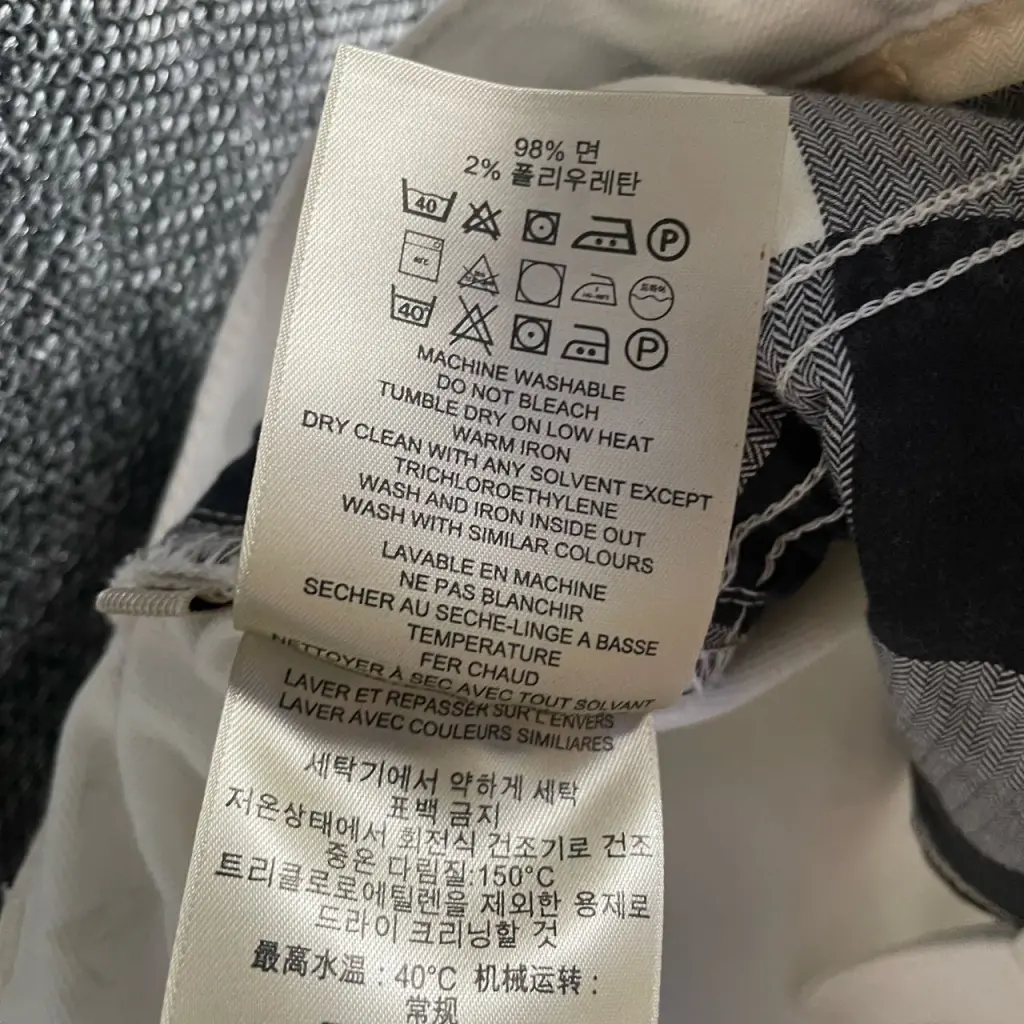 98% 면
2% 폴리우레탄
40 P
드라이
40 P
MACHINE WASHABLE
DO NOT BLEACH
TUMBLE DRY ON LOW HEAT
WARM IRON
DRY CLEAN WITH ANY SOLVENT EXCEPT
TRICHLOROETHYLENE
WASH AND IRON INSIDE OUT
WASH WITH SIMILAR COLOURS
LAVABLE EN MACHINE
NE PAS BLANCHIR
SECHER AU SECHE-LINGE A BASSE
TEMPERATURE
FER CHAUD
NETTOYER A SEC AVEC TOUT SOLVANT
LAVER ET REPASSER SUR L'ENVERS
LAVER AVEC COULEURS SIMILIARES
세탁기에서 약하게 세탁
표백 금지
저온상태에서 회전식 건조기로 건조
중온 다림질.150°C
트리클로로에틸렌을 제외한 용제로
드라이 크리닝할 것
最高水温 : 40°C 机械运转 :
常规